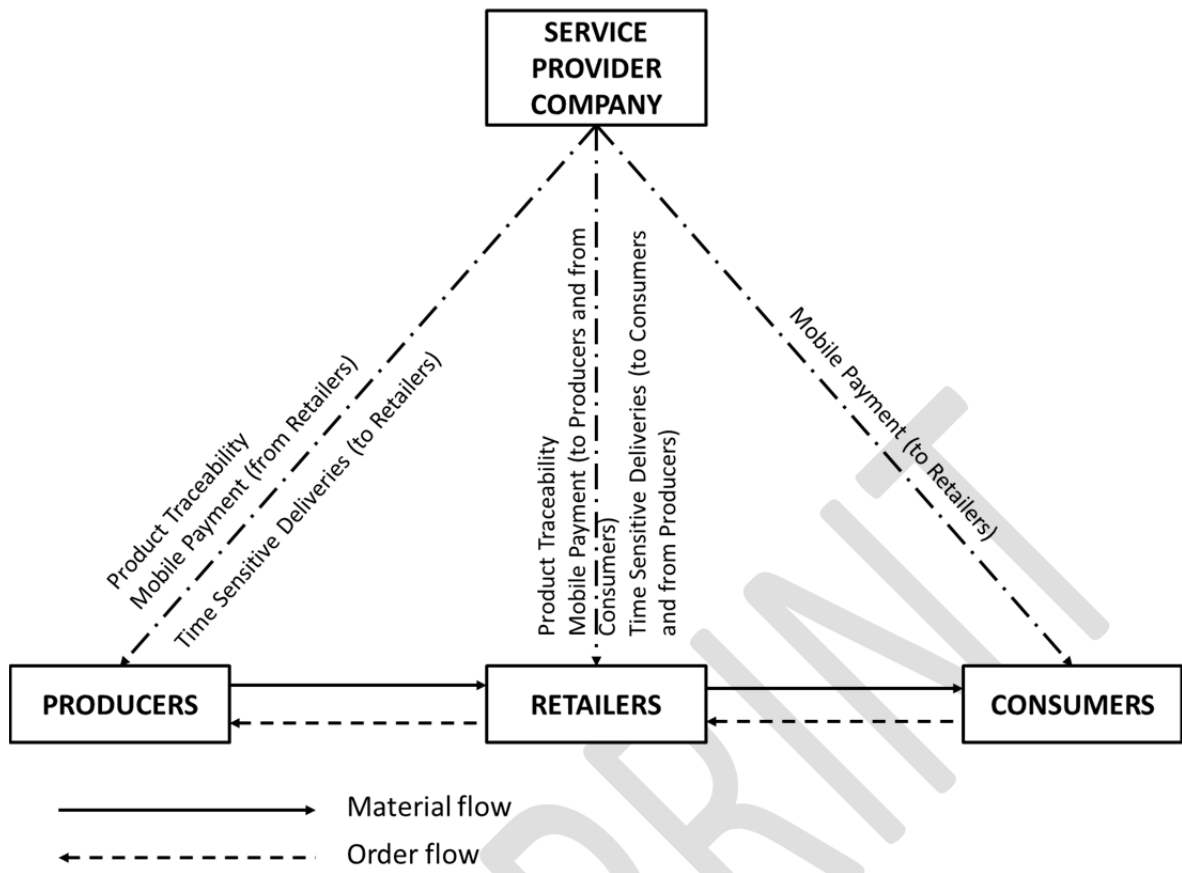 SERVICE
PROVIDER
COMPANY
Product Traceability
Mobile Payment (from Retailers)
Time Sensitive Deliveries (to Retailers)
Product Traceability
Mobile Payment (to Producers and from
Consumers)
Time Sensitive Deliveries (to Consumers
and from Producers)
Mobile Payment (to Retailers)
PRODUCERS
RETAILERS
CONSUMERS
Material flow
Order flow
PRINT